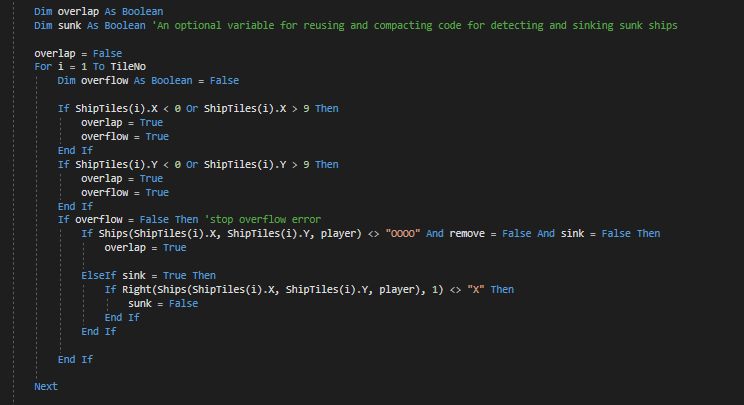 Dim overlap As Boolean
Dim sunk As Boolean 'An optional variable for reusing and compacting code for detecting and sinking sunk ships
overlap = False
For i = 1 To TileNo
Dim overflow As Boolean = False
If ShipTiles(i).X < 0 Or ShipTiles(i).X > 9 Then
overlap = True
overflow = True
End If
If ShipTiles(i).Y < 0 Or ShipTiles(i).Y > 9 Then
overlap = True
overflow = True
End If
If overflow = False Then 'stop overflow error
If Ships(ShipTiles(i).X, ShipTiles(i).Y, player) <> "OOOO" And remove = False And sink = False Then
overlap = True
ElseIf sink = True Then
If Right(Ships(ShipTiles(i).X, ShipTiles(i).Y, player), 1) <> "X" Then
sunk = False
End If
End If
End If
Next